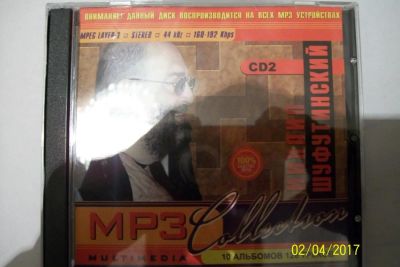 ВНИМАНИЕ! ДАННЫЙ ДИСК ВОСПРОИЗВОДИТСЯ НА ВСЕХ MP3 УСТРОЙСТВАХ
MPEG LAYER-3 □ STEREO □ 44 kHz □ 160-192 Kbps
CD2
ШУФУТИНСКИЙ
100%
MP3
Collection
MULTIMEDIA
10 АЛЬБОМОВ
02/04/2017